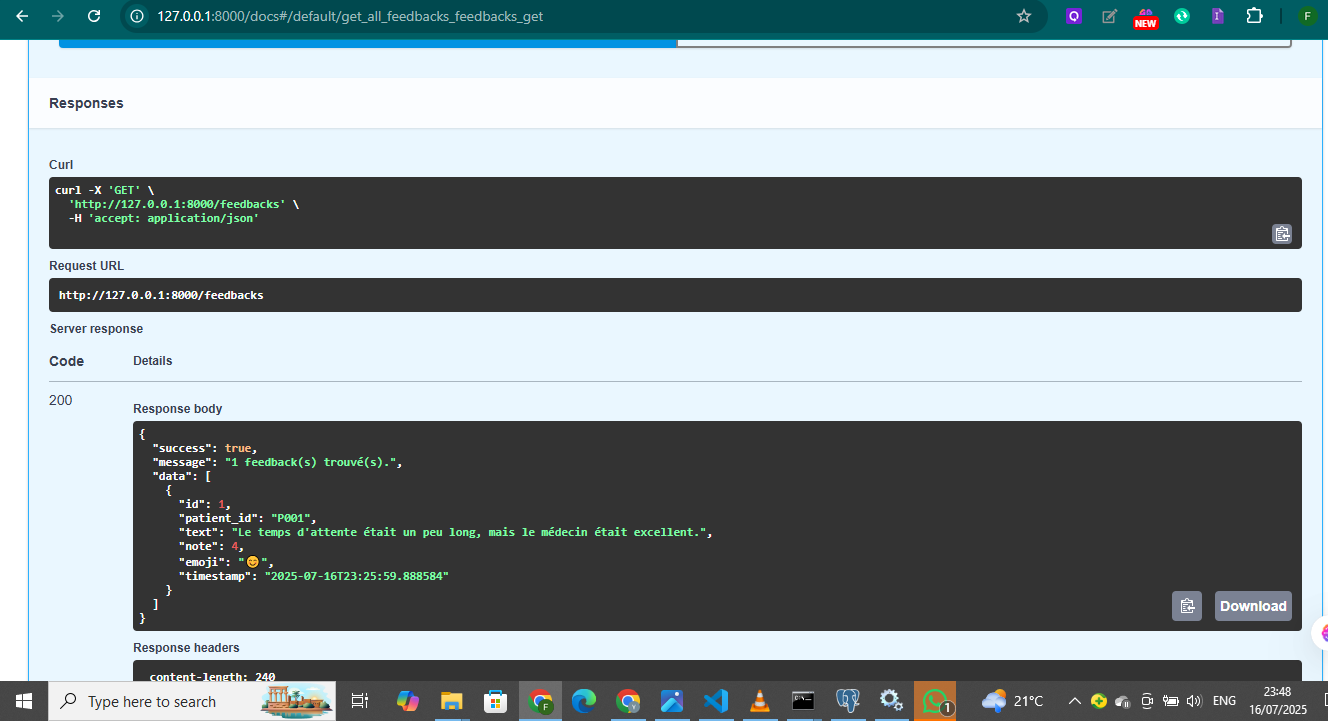 127.0.0.1:8000/docs#/default/get_all_feedbacks_feedbacks_get
Q
NEW
I
F
Responses
Curl
curl -X 'GET' \
'http://127.0.0.1:8000/feedbacks' \
-H 'accept: application/json'
Request URL
http://127.0.0.1:8000/feedbacks
Server response
Code Details
200
Response body
{
"success": true,
"message": "1 feedback(s) trouvé(s).",
"data": [
{
"id": 1,
"patient_id": "P001",
"text": "Le temps d'attente était un peu long, mais le médecin était excellent.",
"note": 4,
"emoji": "😊",
"timestamp": "2025-07-16T23:25:59.888584"
}
]
}
Download
Response headers
content-length: 240
Type here to search
F
Y
1
21°C
ENG
23:48
16/07/2025